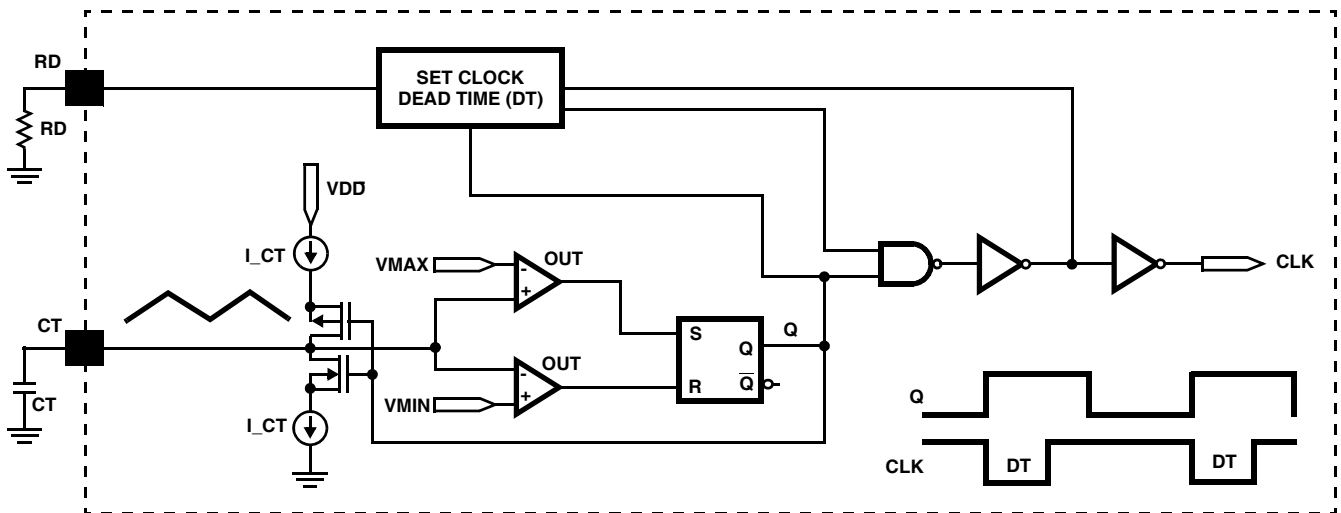 RD
SET CLOCK
DEAD TIME (DT)
RD
VDD
I_CT
VMAX
OUT
-
+
CLK
CT
S
Q
Q
R
Q
OUT
-
+
CT
VMIN
I_CT
Q
CLK
DT
DT